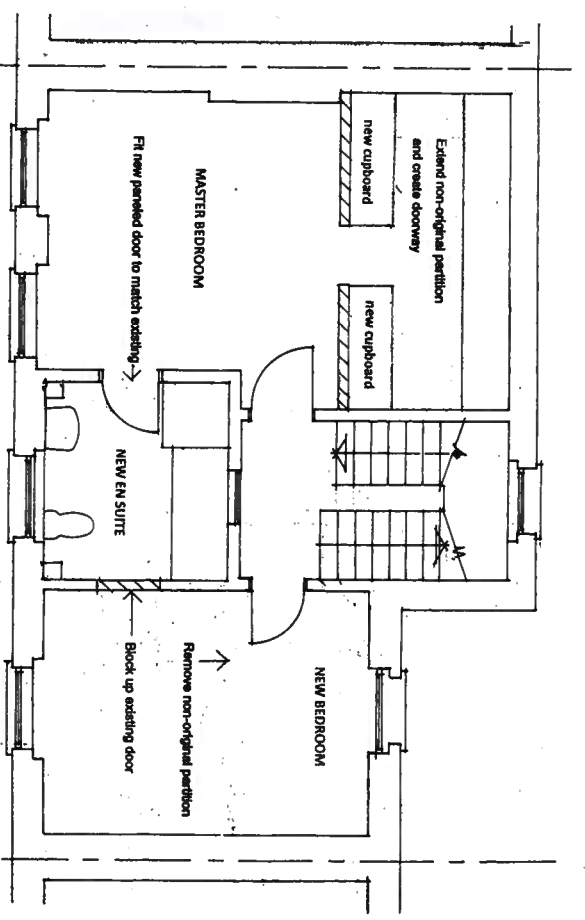 Extend non-original partition
and create doorway
new cupboard
new cupboard
MASTER BEDROOM
Fit new paneled door to match existing
NEW EN SUITE
NEW BEDROOM
Remove non-original partition
Block up existing door